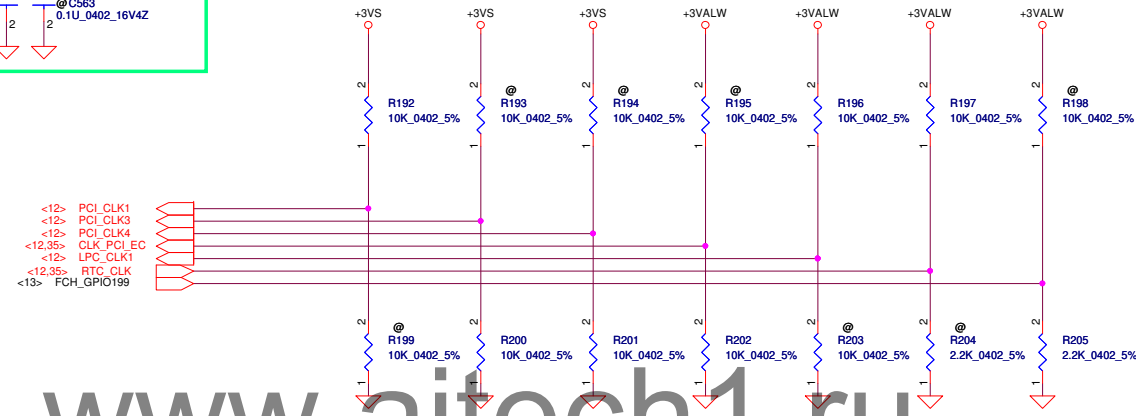 @C563
2
2
0.1U_0402_16V4Z
+3VS +3VS +3VS +3VALW +3VALW +3VALW +3VALW
2 2 2 2 2 2 2
@ @ @ @
R192 R193 R194 R195 R196 R197 R198
10K_0402_5% 10K_0402_5% 10K_0402_5% 10K_0402_5% 10K_0402_5% 10K_0402_5% 10K_0402_5%
1 1 1 1 1 1 1
<12> PCI_CLK1
<12> PCI_CLK3
<12> PCI_CLK4
<12,35> CLK_PCI_EC
<12> LPC_CLK1
<12,35> RTC_CLK
<13> FCH_GPIO199
2 2 2 2 2 2 2
@ @ @
R199 R200 R201 R202 R203 R204 R205
10K_0402_5% 10K_0402_5% 10K_0402_5% 10K_0402_5% 10K_0402_5% 2.2K_0402_5% 2.2K_0402_5%
1 1 1 1 1 1 1
www.aitech1.ru